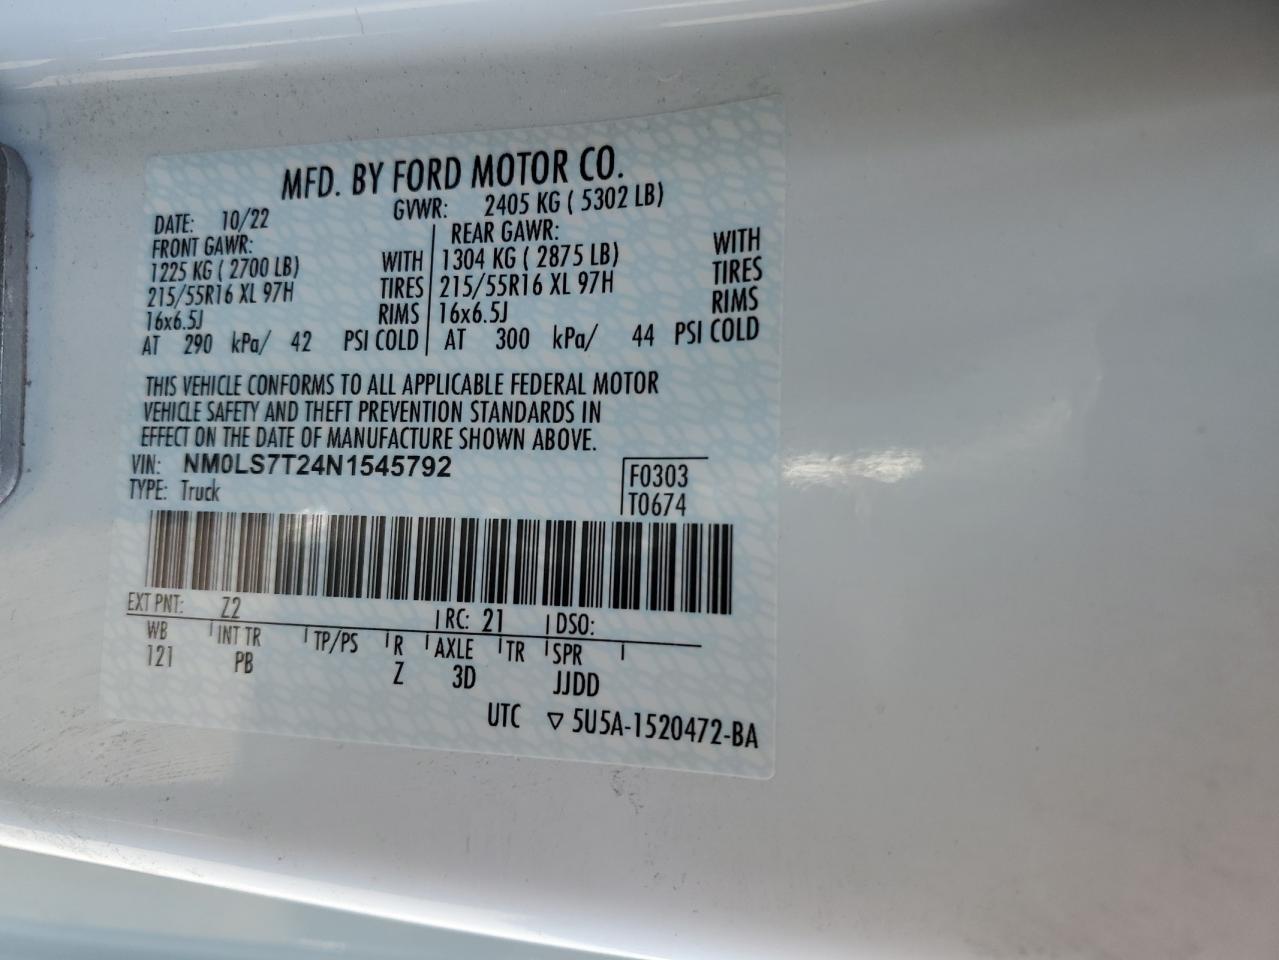 MFD. BY FORD MOTOR CO.
DATE: 10/22 GVWR: 2405 KG ( 5302 LB)
FRONT GAWR: REAR GAWR:
1225 KG ( 2700 LB) WITH 1304 KG ( 2875 LB) WITH
215/55R16 XL 97H TIRES 215/55R16 XL 97H TIRES
16x6.5J RIMS 16x6.5J RIMS
AT 290 kPa/ 42 PSI COLD AT 300 kPa/ 44 PSI COLD
THIS VEHICLE CONFORMS TO ALL APPLICABLE FEDERAL MOTOR
VEHICLE SAFETY AND THEFT PREVENTION STANDARDS IN
EFFECT ON THE DATE OF MANUFACTURE SHOWN ABOVE.
VIN: NM0LS7T24N1545792 F0303
TYPE: Truck T0674
EXT PNT: Z2 RC: 21 DSO:
WB INT TR TP/PS R AXLE TR SPR
121 PB Z 3D JJDD
UTC ▽ 5U5A-1520472-BA